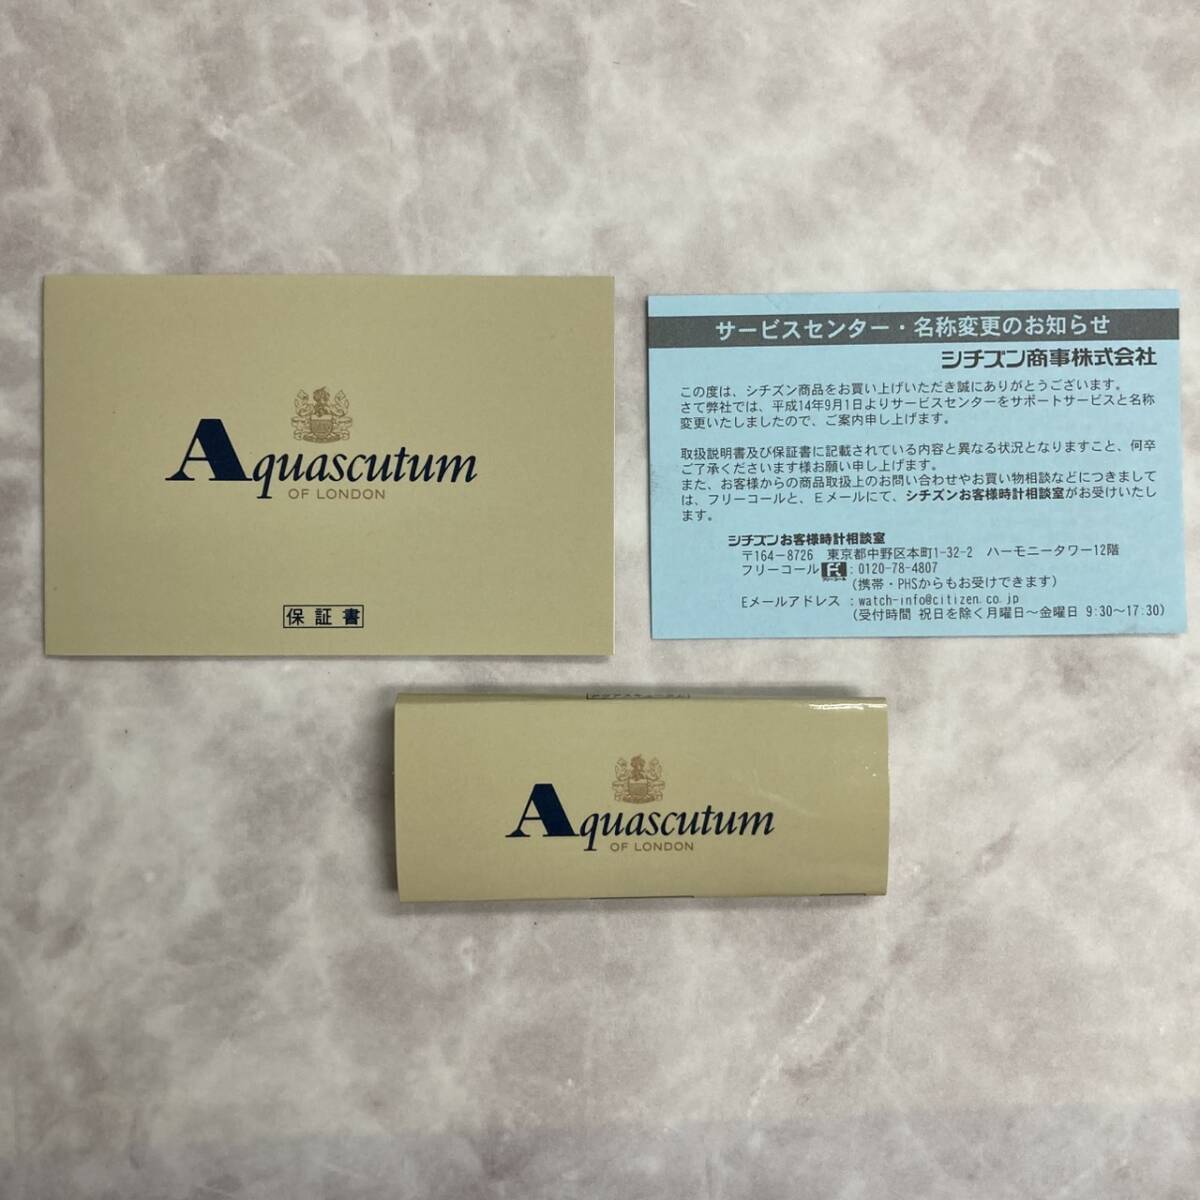 Aquascutum
OF LONDON
保証書
サービスセンター・名称変更のお知らせ
シチズン商事株式会社
この度は、シチズン商品をお買い上げいただき誠にありがとうございます。
さて弊社では、平成14年9月1日よりサービスセンターをサポートサービスと名称
変更いたしましたので、ご案内申し上げます。
取扱説明書及び保証書に記載されている内容と異なる状況となりますこと、何卒
ご了承くださいます様お願い申し上げます。
また、お客様からの商品取扱上のお問い合わせやお買い物相談などにつきまして
は、フリーコールと、Eメールにて、シチズンお客様時計相談室がお受けいたし
ます。
シチズンお客様時計相談室
〒164-8726 東京都中野区本町1-32-2 ハーモニータワー12階
フリーコール フリーコール : 0120-78-4807
(携帯・PHSからもお受けできます)
Eメールアドレス : watch-info@citizen.co.jp
(受付時間 祝日を除く月曜日～金曜日 9:30~17:30)
Aquascutum
OF LONDON